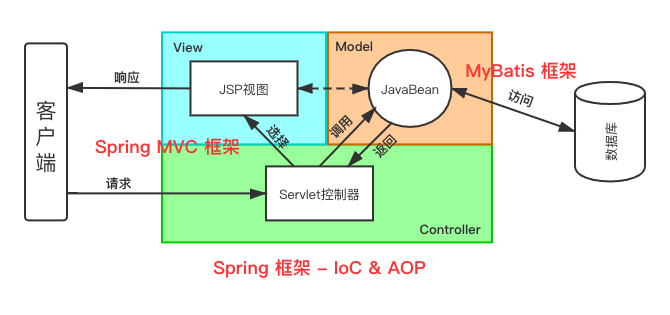 View
Model
MyBatis 框架
响应
JSP视图
JavaBean
访问
客户端
数据库
选择
调用
返回
Spring MVC 框架
请求
Servlet控制器
Controller
Spring 框架 – IoC & AOP